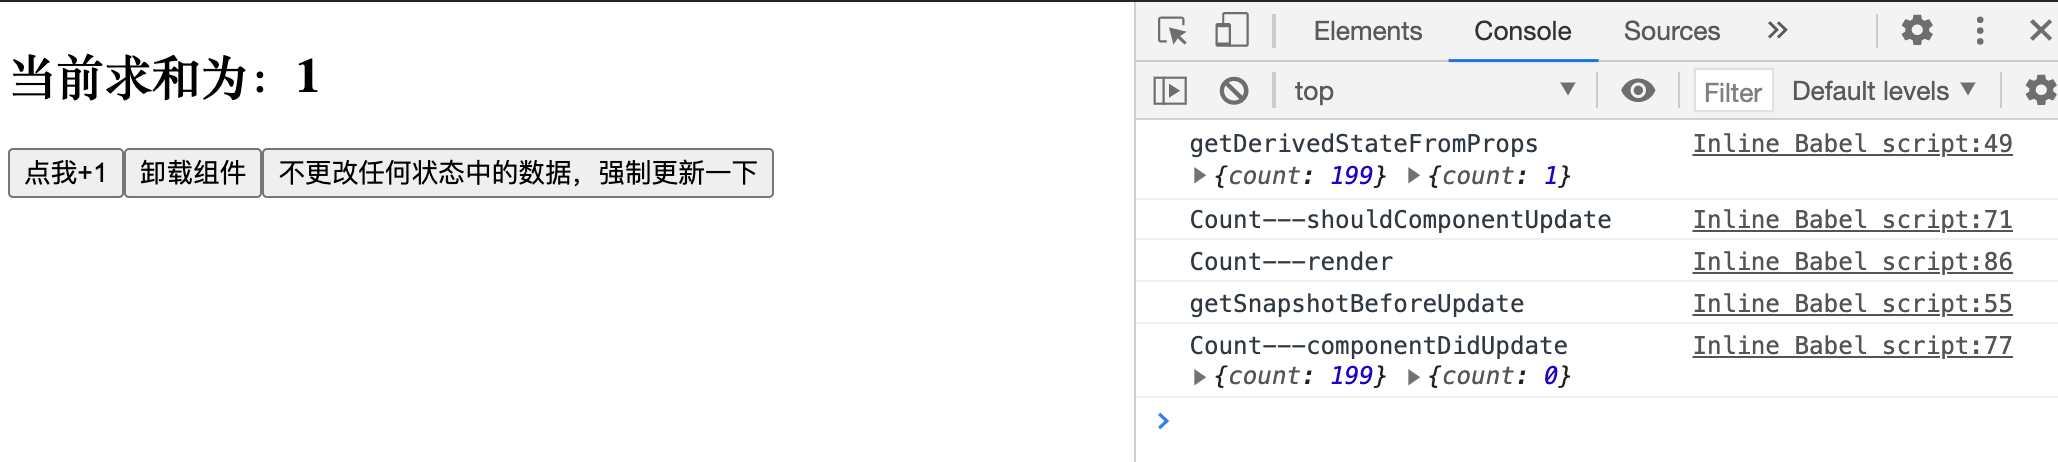 当前求和为：1
点我+1 卸载组件 不更改任何状态中的数据，强制更新一下
Elements Console Sources
top Filter Default levels
getDerivedStateFromProps Inline Babel script:49
{count: 199} {count: 1}
Count---shouldComponentUpdate Inline Babel script:71
Count---render Inline Babel script:86
getSnapshotBeforeUpdate Inline Babel script:55
Count---componentDidUpdate Inline Babel script:77
{count: 199} {count: 0}